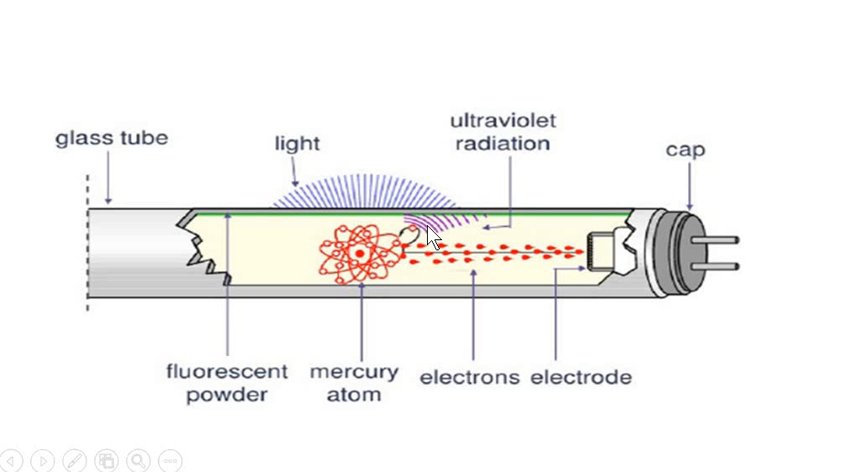 glass tube
light
ultraviolet
radiation
cap
fluorescent
powder
mercury
atom
electrons
electrode